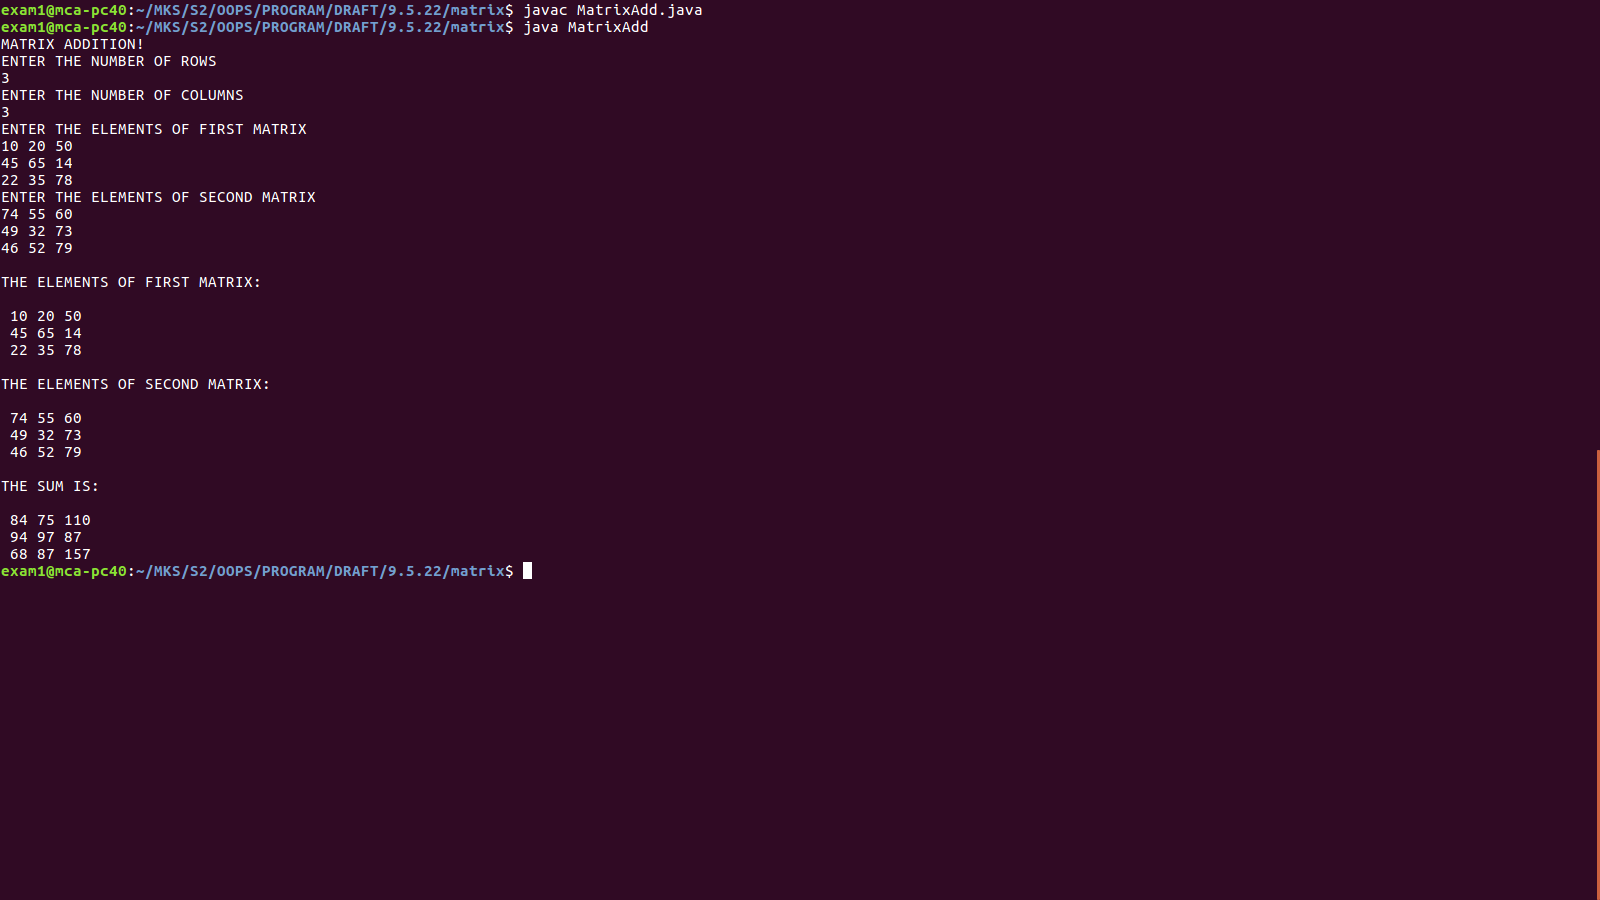 exam1@mca-pc40:~/MKS/S2/OOPS/PROGRAM/DRAFT/9.5.22/matrix$ javac MatrixAdd.java
exam1@mca-pc40:~/MKS/S2/OOPS/PROGRAM/DRAFT/9.5.22/matrix$ java MatrixAdd
MATRIX ADDITION!
ENTER THE NUMBER OF ROWS
3
ENTER THE NUMBER OF COLUMNS
3
ENTER THE ELEMENTS OF FIRST MATRIX
10 20 50
45 65 14
22 35 78
ENTER THE ELEMENTS OF SECOND MATRIX
74 55 60
49 32 73
46 52 79
THE ELEMENTS OF FIRST MATRIX:
10 20 50
45 65 14
22 35 78
THE ELEMENTS OF SECOND MATRIX:
74 55 60
49 32 73
46 52 79
THE SUM IS:
84 75 110
94 97 87
68 87 157
exam1@mca-pc40:~/MKS/S2/OOPS/PROGRAM/DRAFT/9.5.22/matrix$